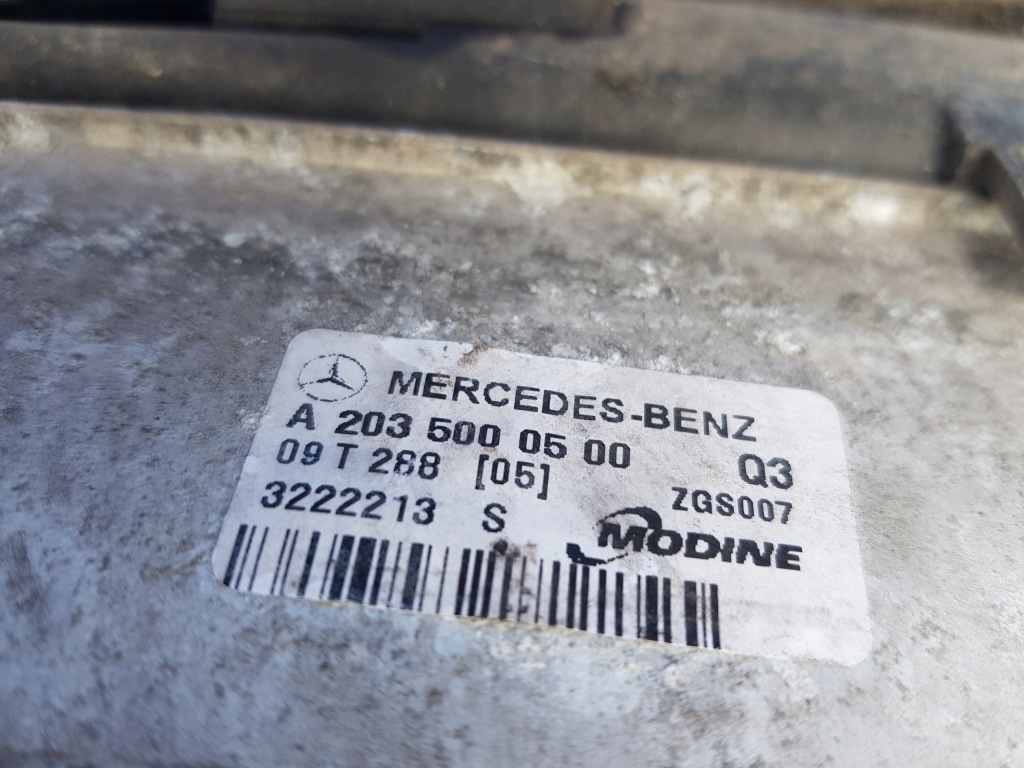 MERCEDES-BENZ
A 203 500 05 00 Q3
09 T 288 [05] ZGS007
3222213 S MODINE